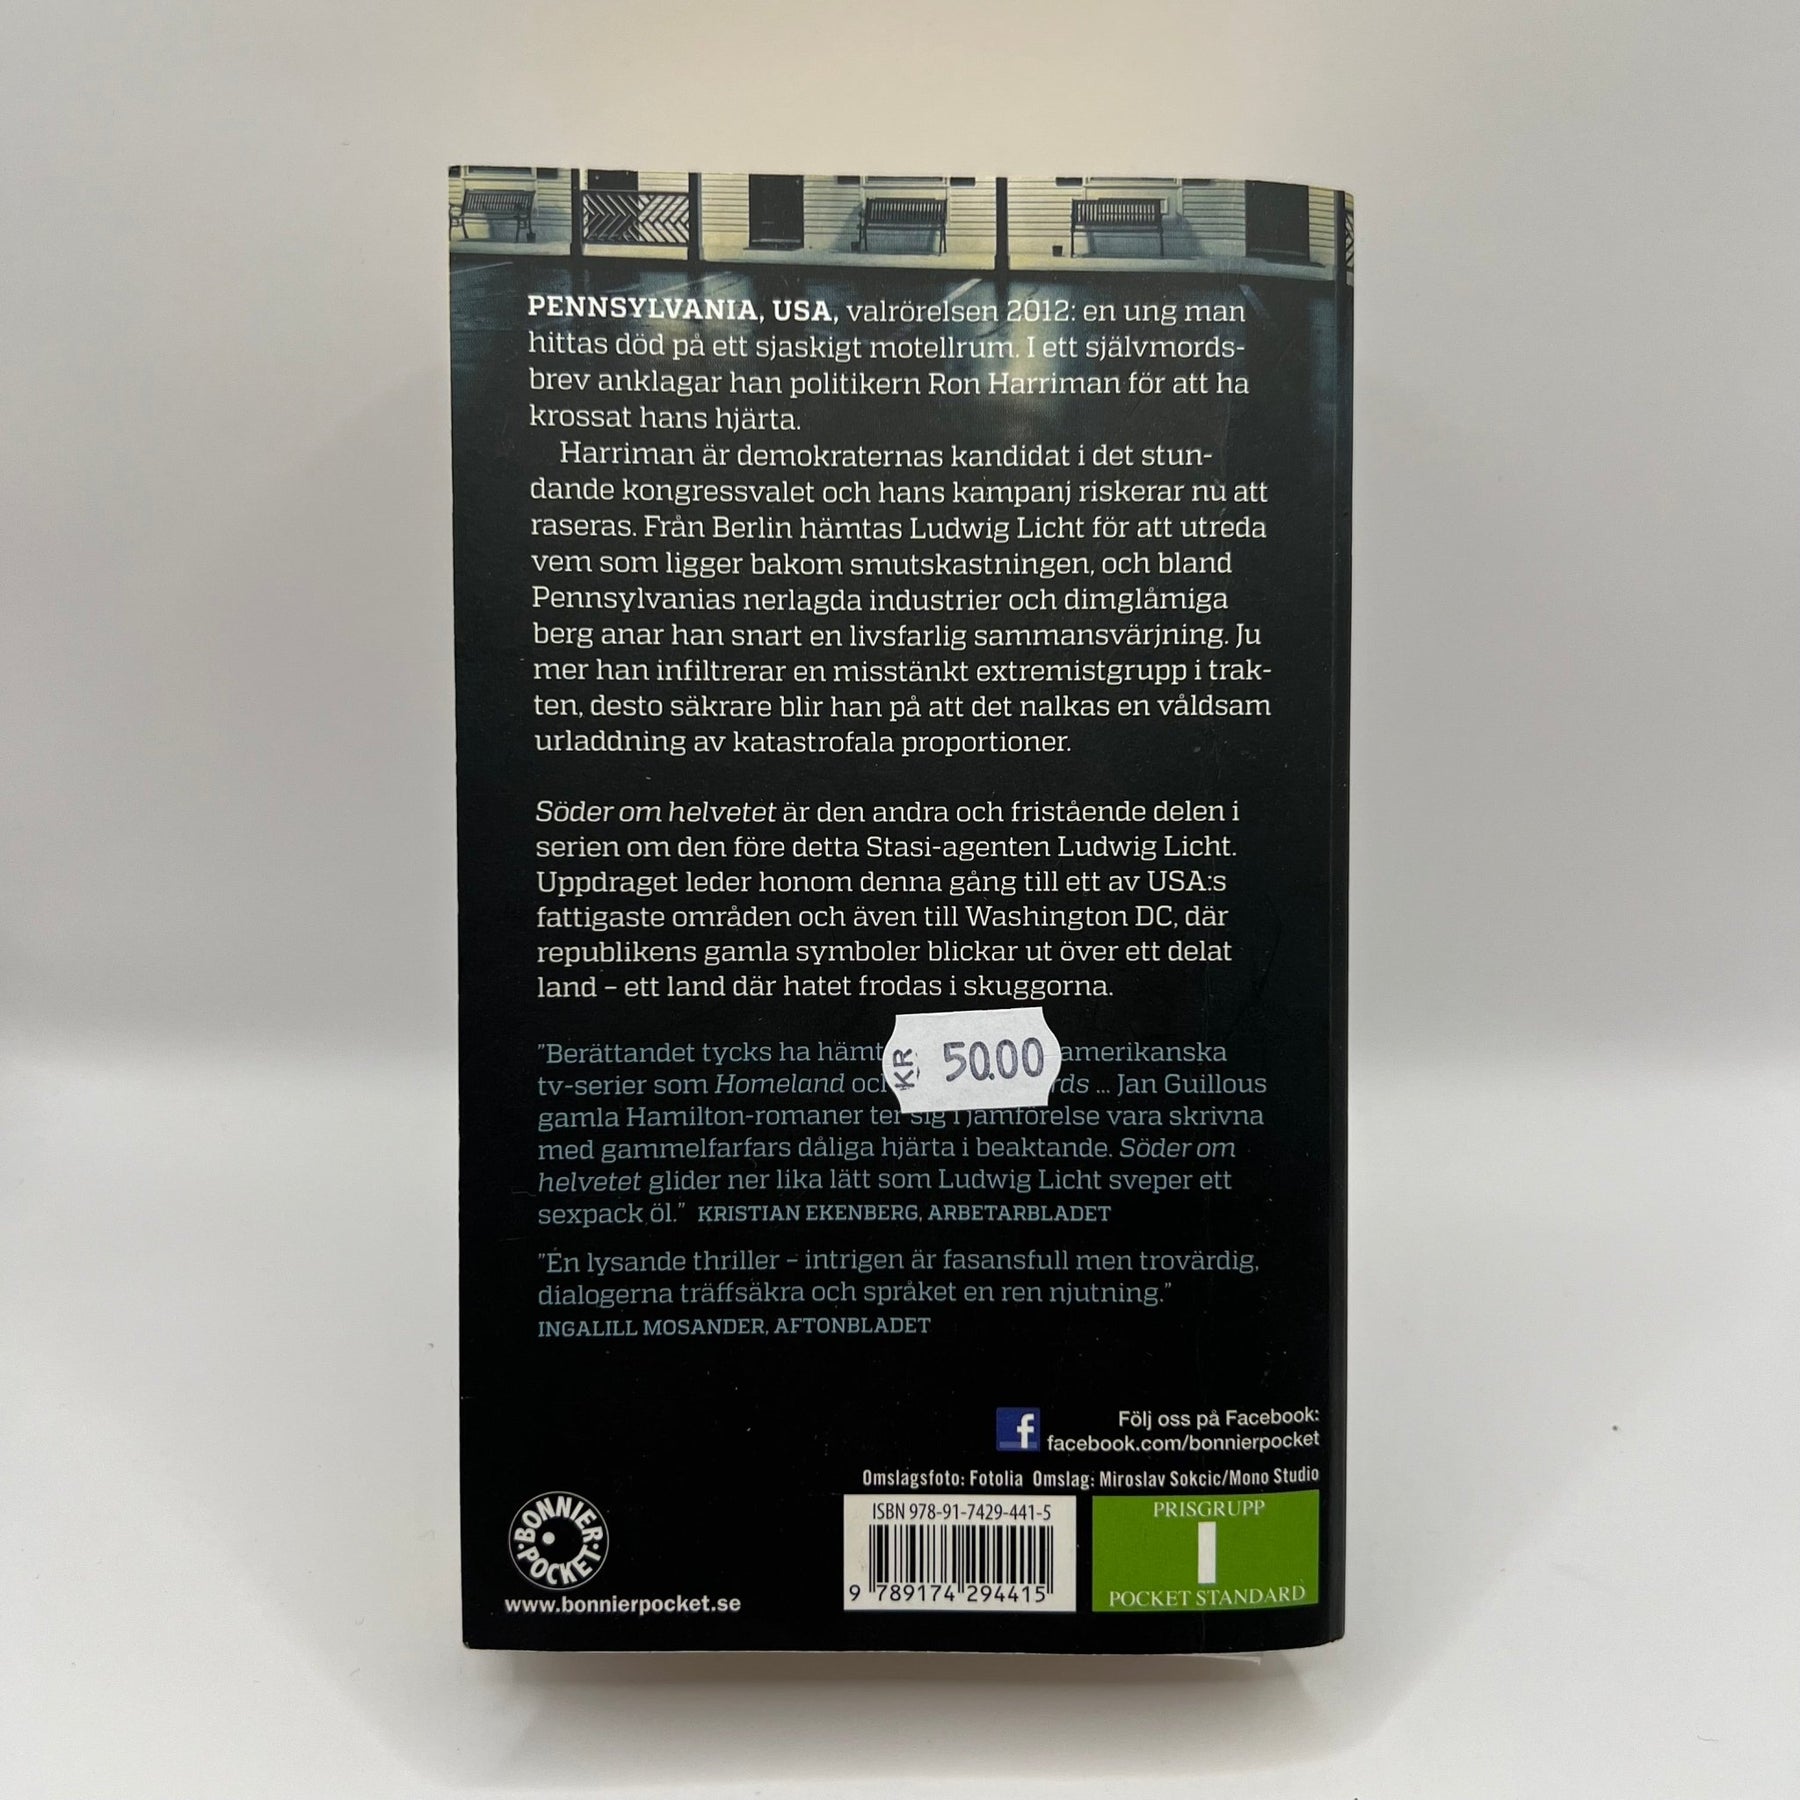 PENNSYLVANIA, USA, valrörelsen 2012: en ung man
hittas död på ett sjaskigt motellrum. I ett självmords-
brev anklagar han politikern Ron Harriman för att ha
krossat hans hjärta.
Harriman är demokraternas kandidat i det stun-
dande kongressvalet och hans kampanj riskerar nu att
raseras. Från Berlin hämtas Ludwig Licht för att utreda
vem som ligger bakom smutskastningen, och bland
Pennsylvanias nerlagda industrier och dimglåmiga
berg anar han snart en livsfarlig sammansvärjning. Ju
mer han infiltrerar en misstänkt extremistgrupp i trak-
ten, desto säkrare blir han på att det nalkas en våldsam
urladdning av katastrofala proportioner.
Söder om helvetet är den andra och fristående delen i
serien om den före detta Stasi-agenten Ludwig Licht.
Uppdraget leder honom denna gång till ett av USA:s
fattigaste områden och även till Washington DC, där
republikens gamla symboler blickar ut över ett delat
land – ett land där hatet frodas i skuggorna.
KR 50.00
"Berättandet tycks ha amerikanska
tv-serier som Homeland ... Jan Guillous
gamla Hamilton-romaner ter sig i jämförelse vara skrivna
med gammelfarfars dåliga hjärta i beaktande. Söder om
helvetet glider ner lika lätt som Ludwig Licht sveper ett
sexpack öl." KRISTIAN EKENBERG, ARBETARBLADET
"En lysande thriller – intrigen är fasansfull men trovärdig,
dialogerna träffsäkra och språket en ren njutning."
INGALILL MOSANDER, AFTONBLADET
Följ oss på Facebook:
facebook.com/bonnierpocket
Omslagsfoto: Fotolia Omslag: Miroslav Sokcic/Mono Studio
BONNIER POCKET
www.bonnierpocket.se
ISBN 978-91-7429-441-5
9 789174 294415
PRISGRUPP
1
POCKET STANDARD